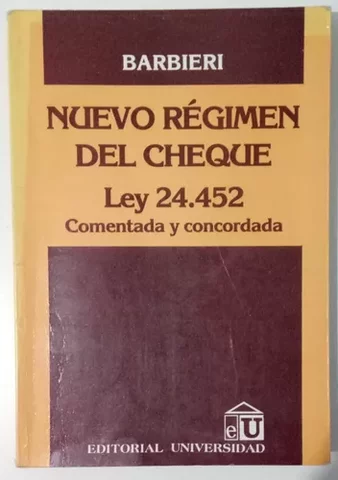 BARBIERI
NUEVO RÉGIMEN
DEL CHEQUE
Ley 24.452
Comentada y concordada
eU
EDITORIAL UNIVERSIDAD